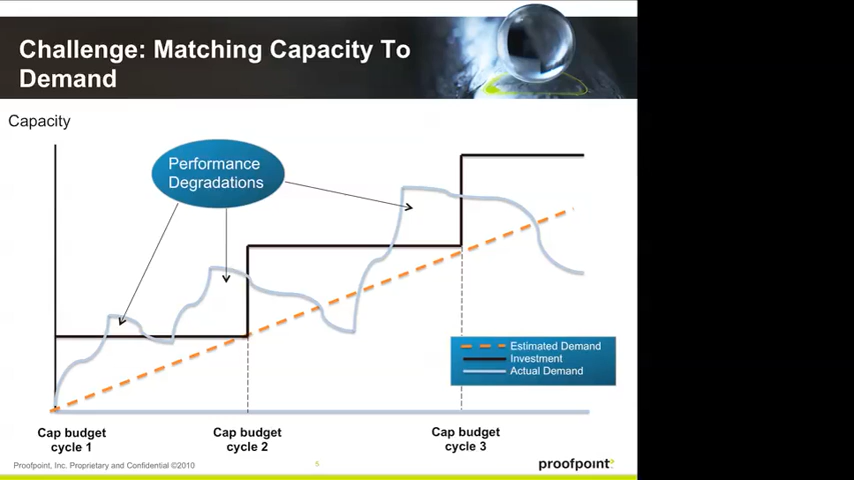 Challenge: Matching Capacity To
Demand
Capacity
Performance
Degradations
Estimated Demand
Investment
Actual Demand
Cap budget
cycle 1
Cap budget
cycle 2
Cap budget
cycle 3
Proofpoint, Inc. Proprietary and Confidential ©2010
5
proofpoint